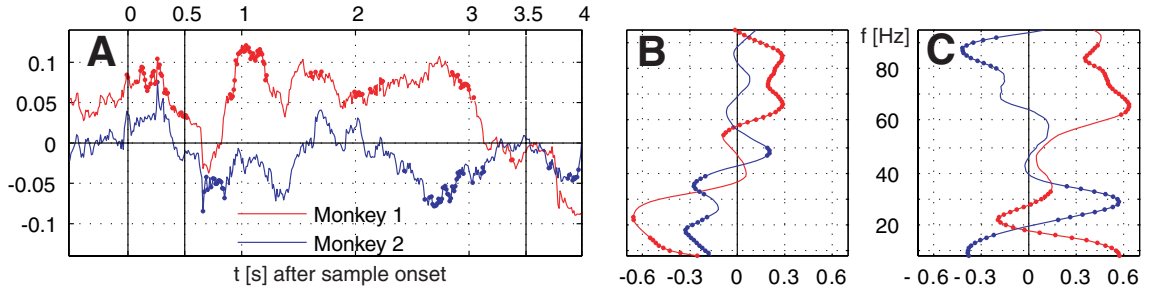 0 0.5 1 2 3 3.5 4
A
0.1
0.05
0
-0.05
-0.1
Monkey 1
Monkey 2
t [s] after sample onset
B
f [Hz]
C
80
60
40
20
-0.6 -0.3 0 0.3 0.6
-0.6 -0.3 0 0.3 0.6